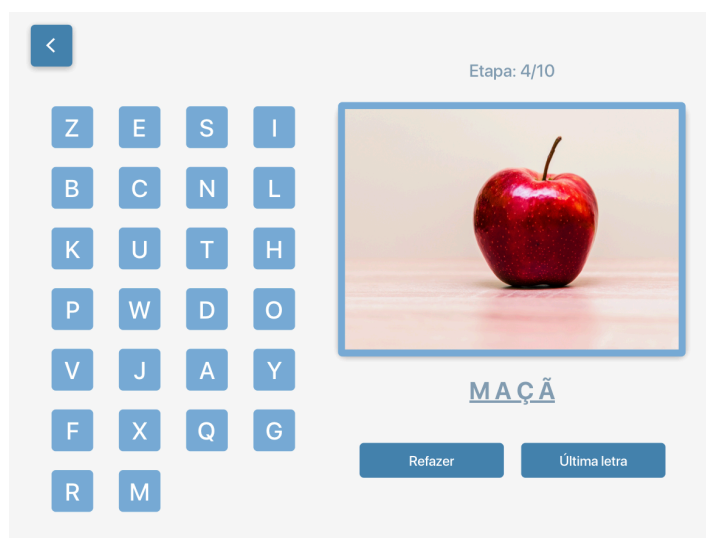 Etapa: 4/10
Z E S I
B C N L
K U T H
P W D O
V J A Y
F X Q G
R M
MAÇÃ
Refazer
Última letra